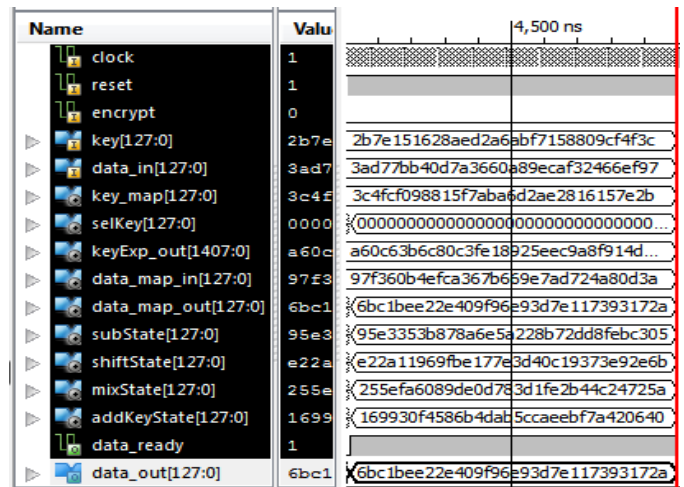 Name Valu 4,500 ns
clock 1
reset 1
encrypt 0
key[127:0] 2b7e 2b7e151628aed2a6abf7158809cf4f3c
data_in[127:0] 3ad7 3ad77bb40d7a3660a89ecaf32466ef97
key_map[127:0] 3c4f 3c4fcf098815f7aba6d2ae2816157e2b
selKey[127:0] 0000 00000000000000000000000000000...
keyExp_out[1407:0] a60c a60c63b6c80c3fe18925eec9a8f914d...
data_map_in[127:0] 97f3 97f360b4efca367b669e7ad724a80d3a
data_map_out[127:0] 6bc1 6bc1bee22e409f96e93d7e117393172a
subState[127:0] 95e3 95e3353b878a6e5a228b72dd8febc305
shiftState[127:0] e22a e22a11969fbe177e3d40c19373e92e6b
mixState[127:0] 255e 255efa6089de0d783d1fe2b44c24725a
addKeyState[127:0] 1699 169930f4586b4dab5ccaeebf7a420640
data_ready 1
data_out[127:0] 6bc1 6bc1bee22e409f96e93d7e117393172a